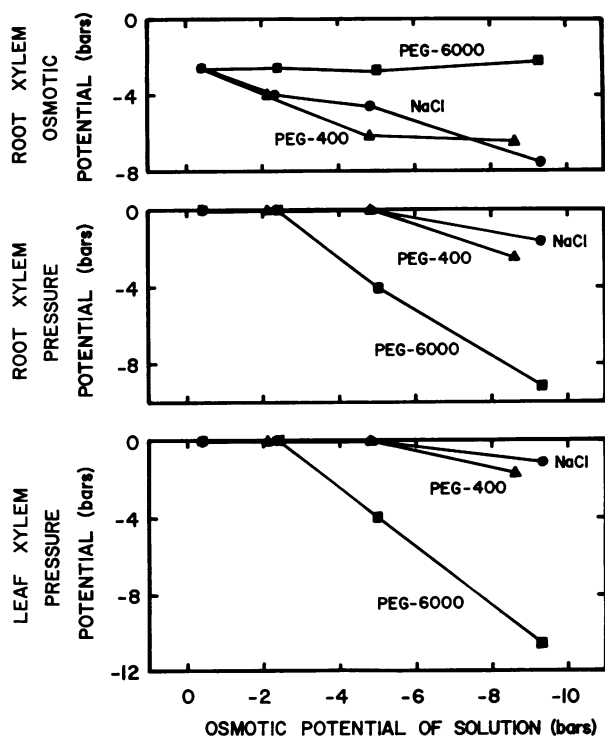 ROOT XYLEM
OSMOTIC
POTENTIAL (bars)
0
-4
-8
PEG-6000
NaCl
PEG-400
ROOT XYLEM
PRESSURE
POTENTIAL (bars)
0
-4
-8
NaCl
PEG-400
PEG-6000
LEAF XYLEM
PRESSURE
POTENTIAL (bars)
0
-4
-8
-12
NaCl
PEG-400
PEG-6000
0 -2 -4 -6 -8 -10
OSMOTIC POTENTIAL OF SOLUTION (bars)